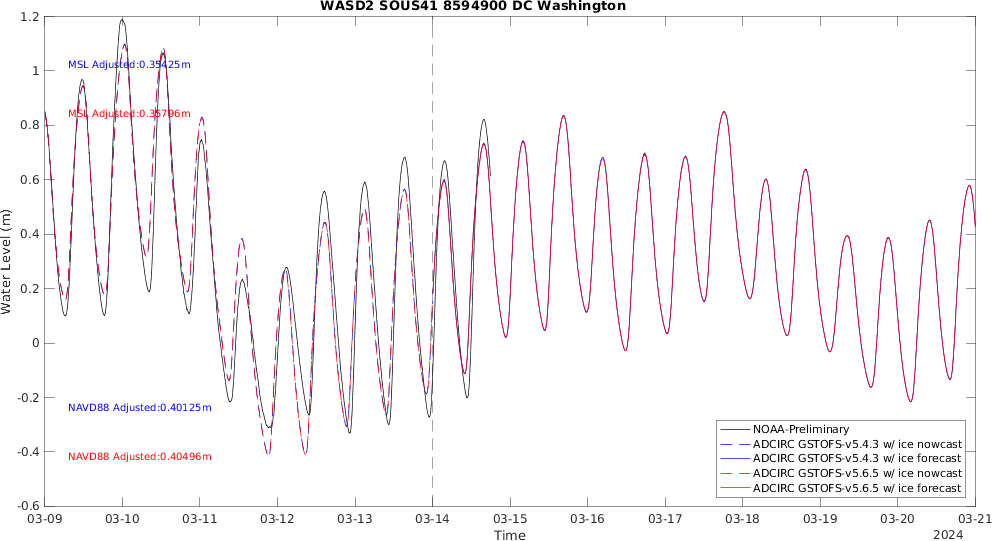 WASD2 SOUS41 8594900 DC Washington
1.2
1
0.8
0.6
0.4
0.2
0
-0.2
-0.4
-0.6
Water Level (m)
MSL Adjusted:0.35425m
MSL Adjusted:0.35796m
NAVD88 Adjusted:0.40125m
NAVD88 Adjusted:0.40496m
NOAA-Preliminary
ADCIRC GSTOFS-v5.4.3 w/ ice nowcast
ADCIRC GSTOFS-v5.4.3 w/ ice forecast
ADCIRC GSTOFS-v5.6.5 w/ ice nowcast
ADCIRC GSTOFS-v5.6.5 w/ ice forecast
03-09 03-10 03-11 03-12 03-13 03-14 03-15 03-16 03-17 03-18 03-19 03-20 03-21
Time
2024